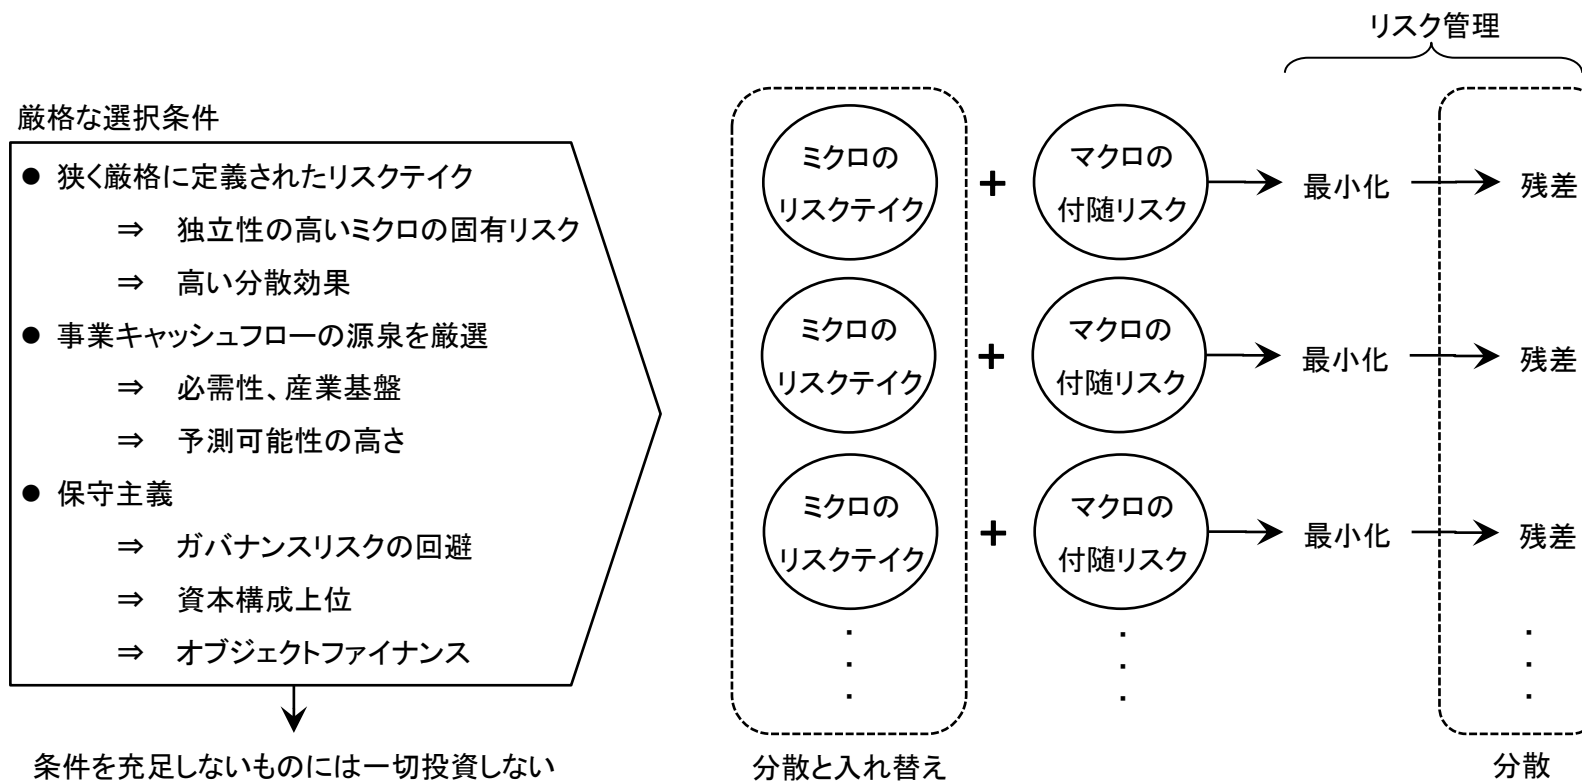 リスク管理
厳格な選択条件
● 狭く厳格に定義されたリスクテイク
⇒ 独立性の高いミクロの固有リスク
⇒ 高い分散効果
● 事業キャッシュフローの源泉を厳選
⇒ 必需性、産業基盤
⇒ 予測可能性の高さ
● 保守主義
⇒ ガバナンスリスクの回避
⇒ 資本構成上位
⇒ オブジェクトファイナンス
条件を充足しないものには一切投資しない
ミクロの
リスクテイク
+
マクロの
付随リスク
最小化
残差
ミクロの
リスクテイク
+
マクロの
付随リスク
最小化
残差
ミクロの
リスクテイク
+
マクロの
付随リスク
最小化
残差
分散と入れ替え
分散